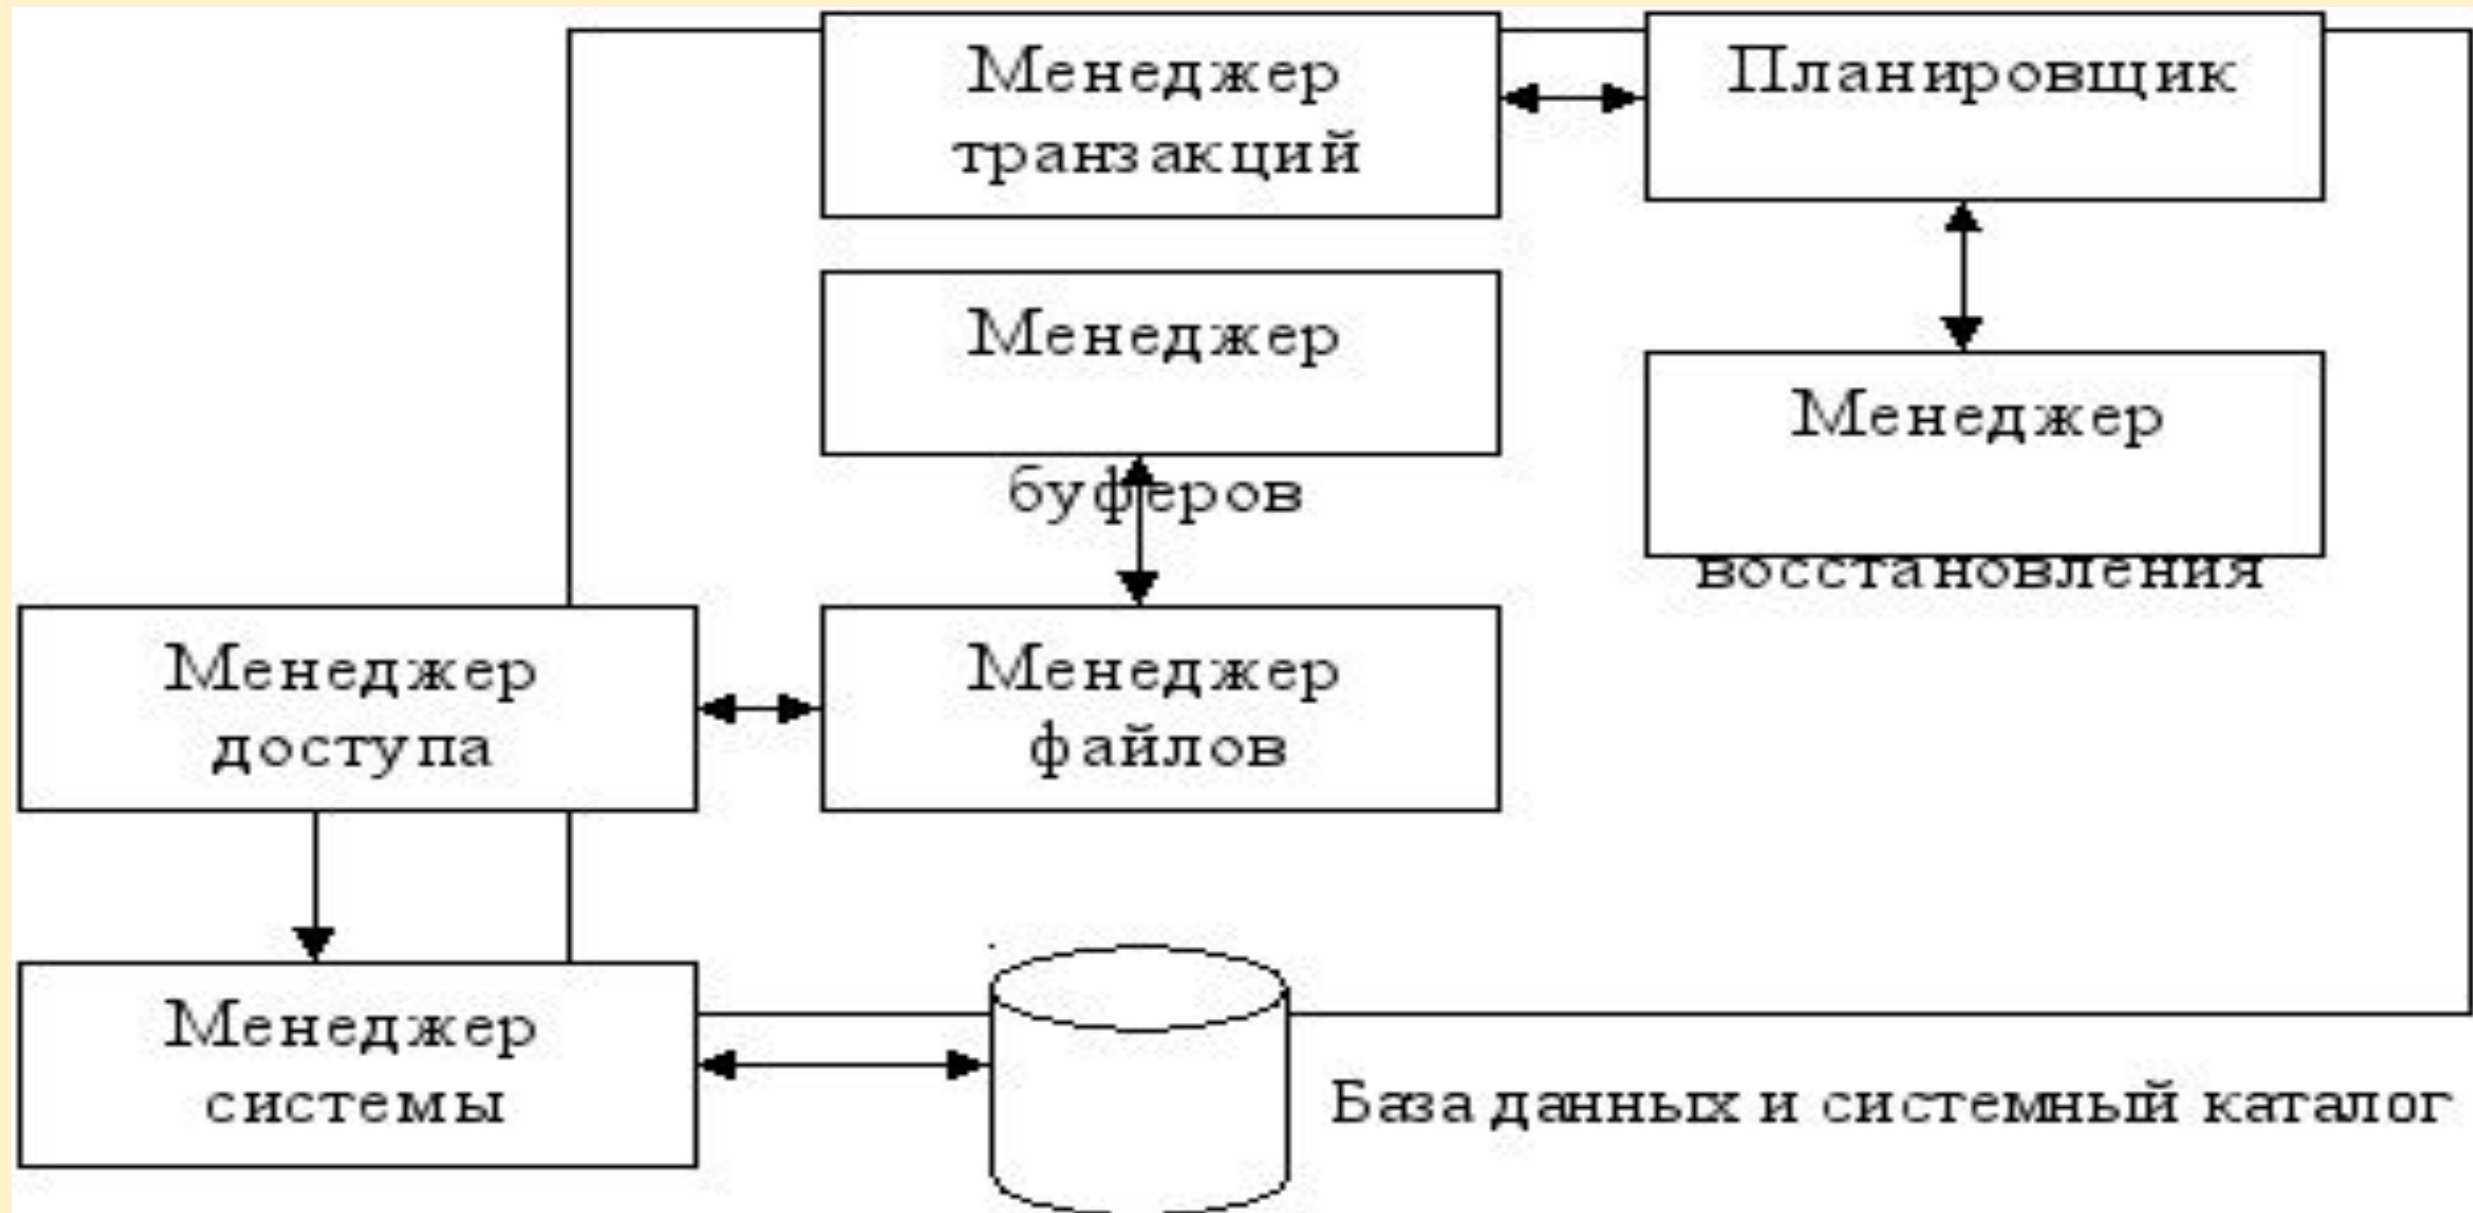 Менеджер
транзакций
Планировщик
Менеджер
буферов
Менеджер
восстановления
Менеджер
доступа
Менеджер
файлов
Менеджер
системы
База данных и системный каталог